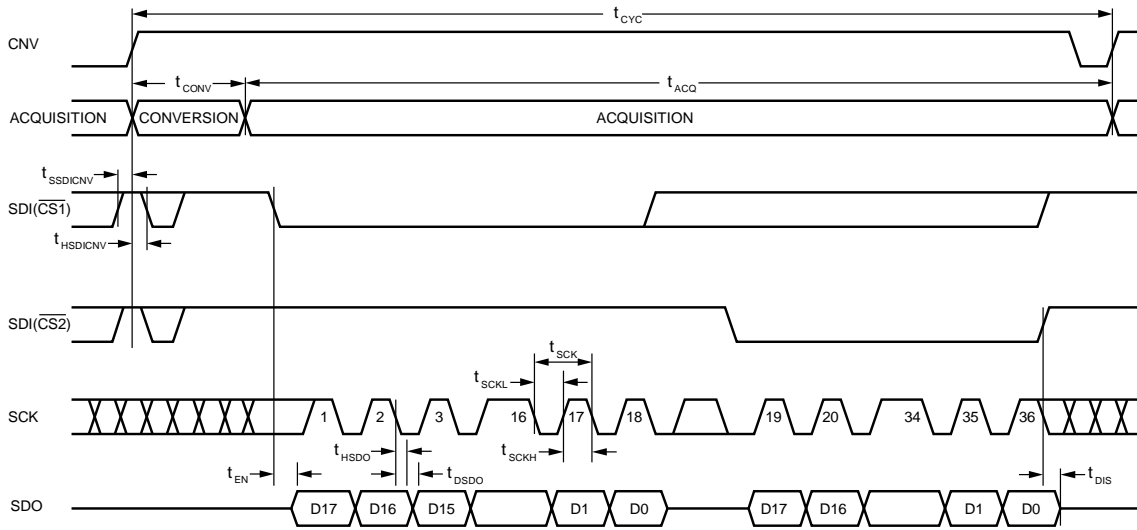 tCYC
CNV
tCONV tACQ
ACQUISITION CONVERSION ACQUISITION
tSSDICNV
SDI(CS1)
tHSDICNV
SDI(CS2)
tSCK
tSCKL
SCK 1 2 3 16 17 18 19 20 34 35 36
tHSDO tSCKH
tEN tDSDO tDIS
SDO D17 D16 D15 D1 D0 D17 D16 D1 D0